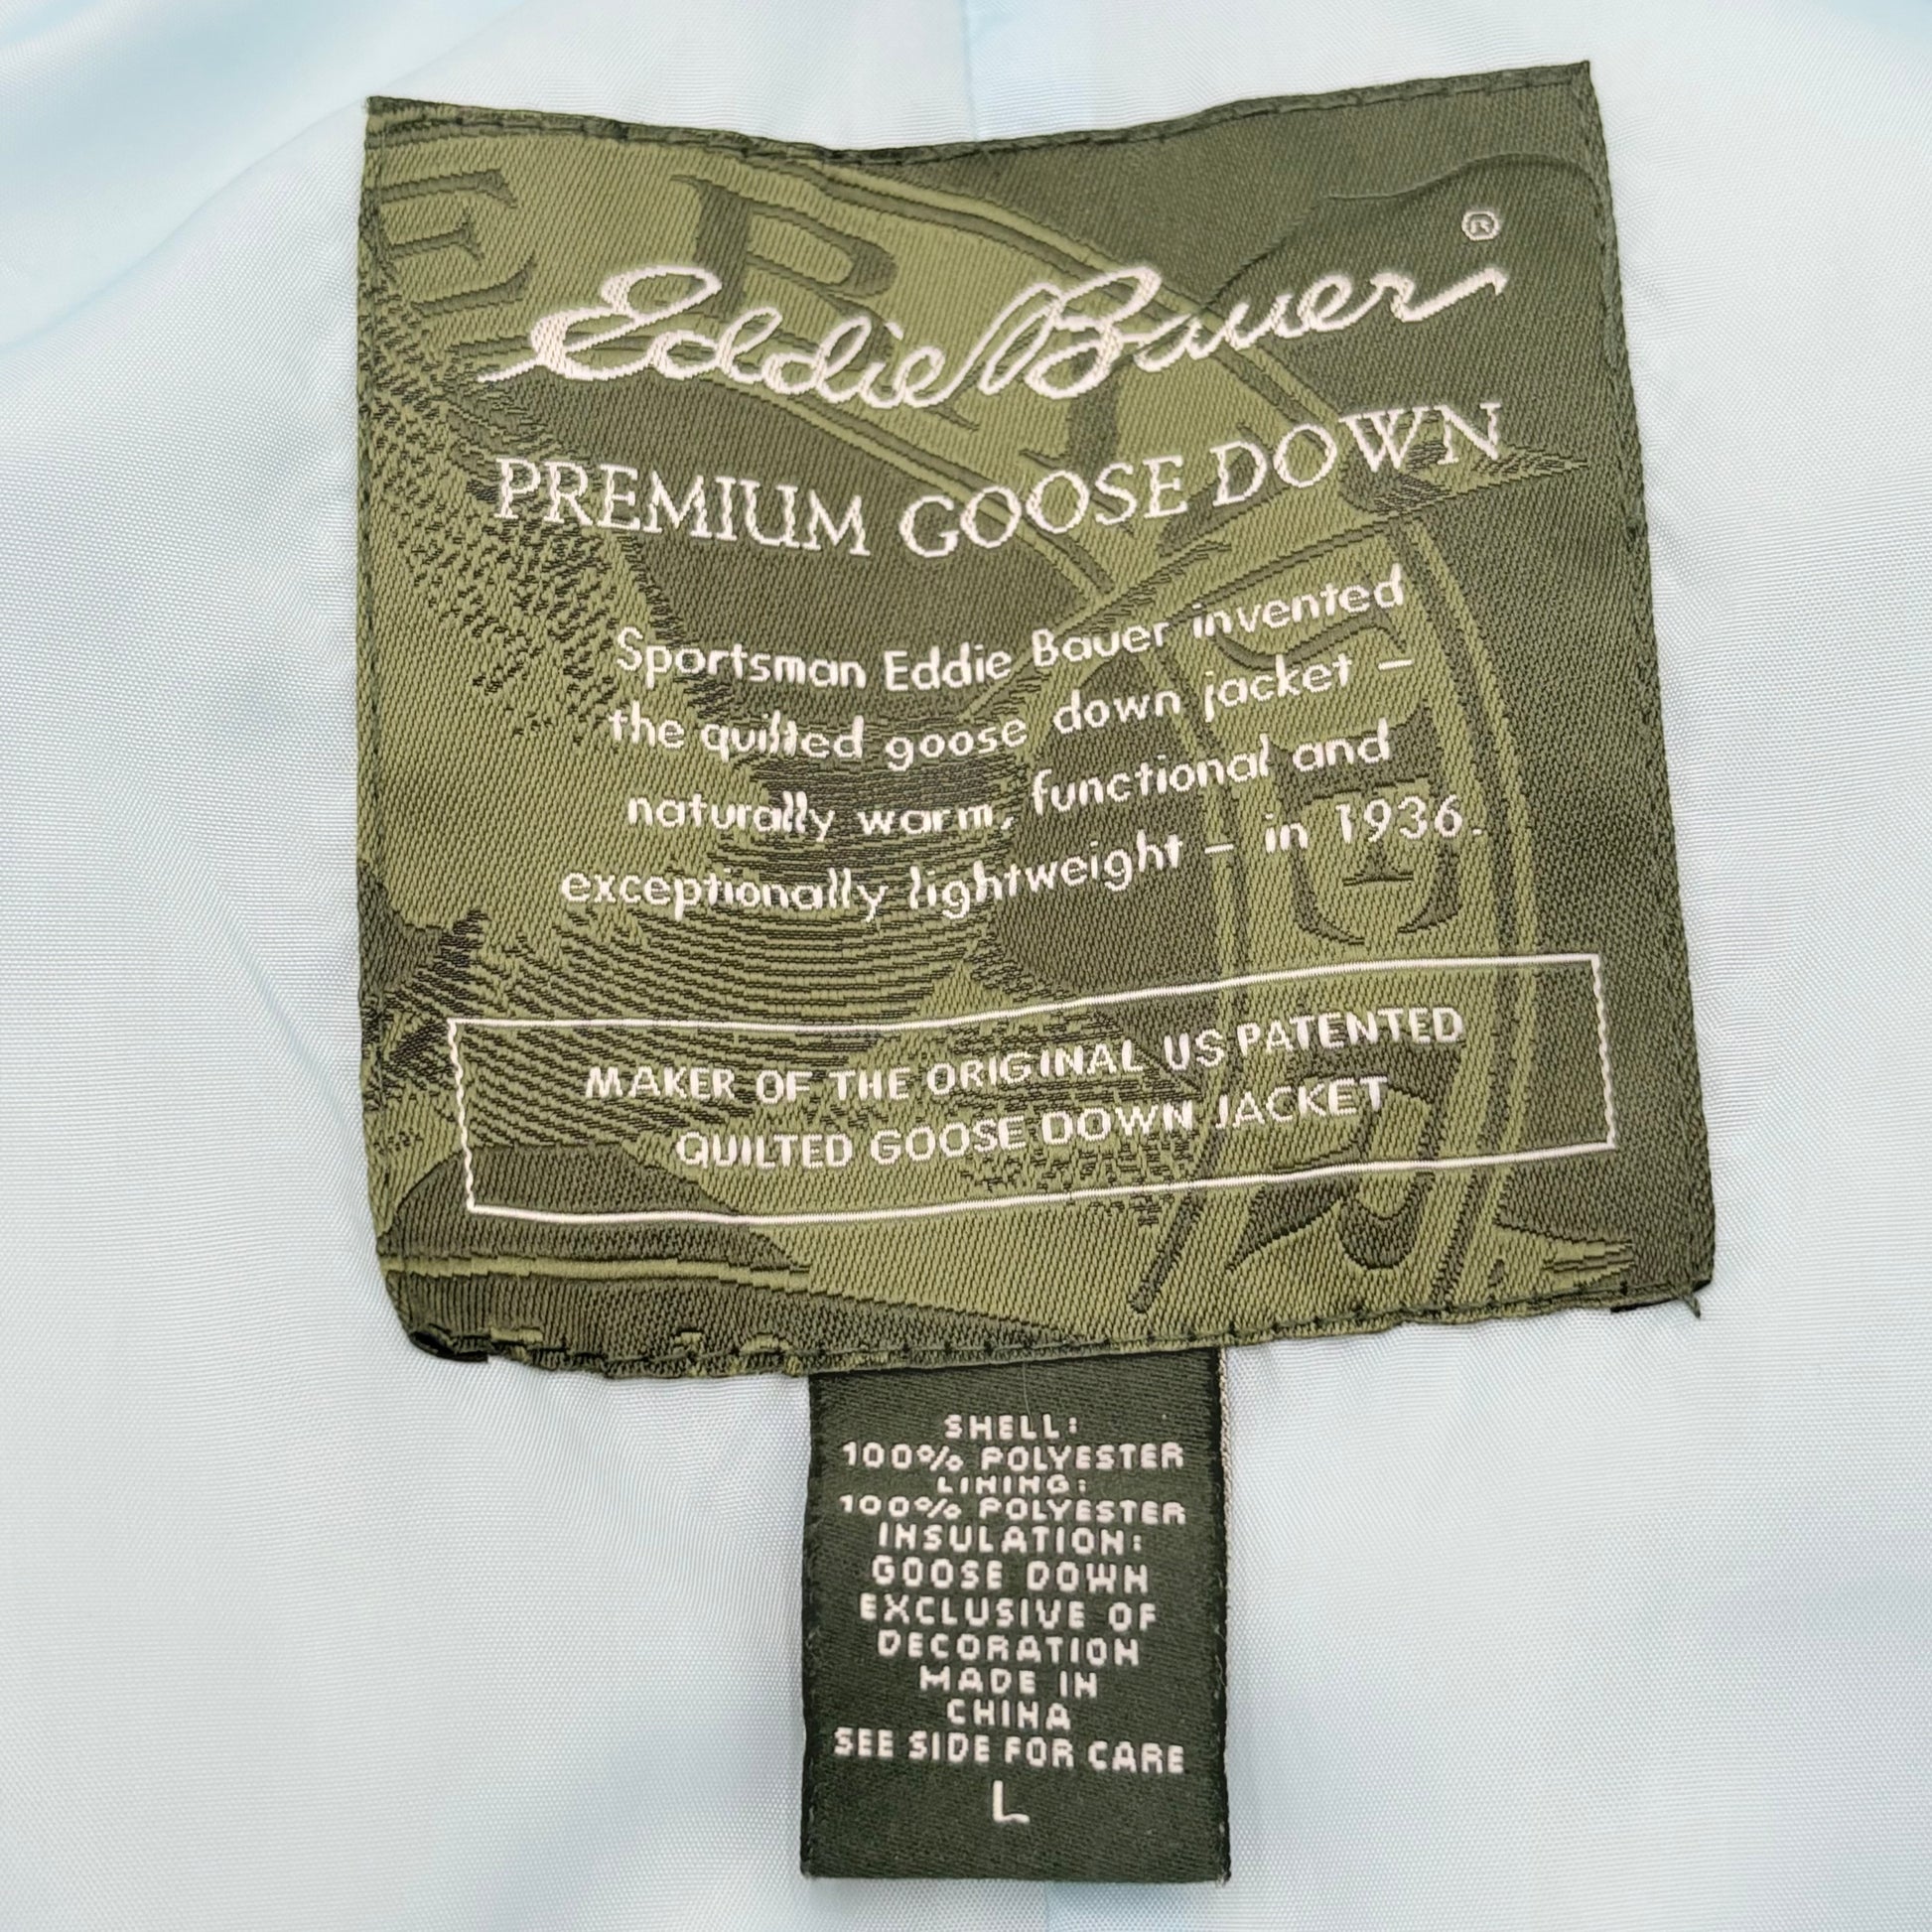 Eddie Bauer®
PREMIUM GOOSE DOWN
Sportsman Eddie Bauer invented
the quilted goose down jacket –
naturally warm, functional and
exceptionally lightweight – in 1936.
MAKER OF THE ORIGINAL US PATENTED
QUILTED GOOSE DOWN JACKET
SHELL:
100% POLYESTER
LINING:
100% POLYESTER
INSULATION:
GOOSE DOWN
EXCLUSIVE OF
DECORATION
MADE IN
CHINA
SEE SIDE FOR CARE
L